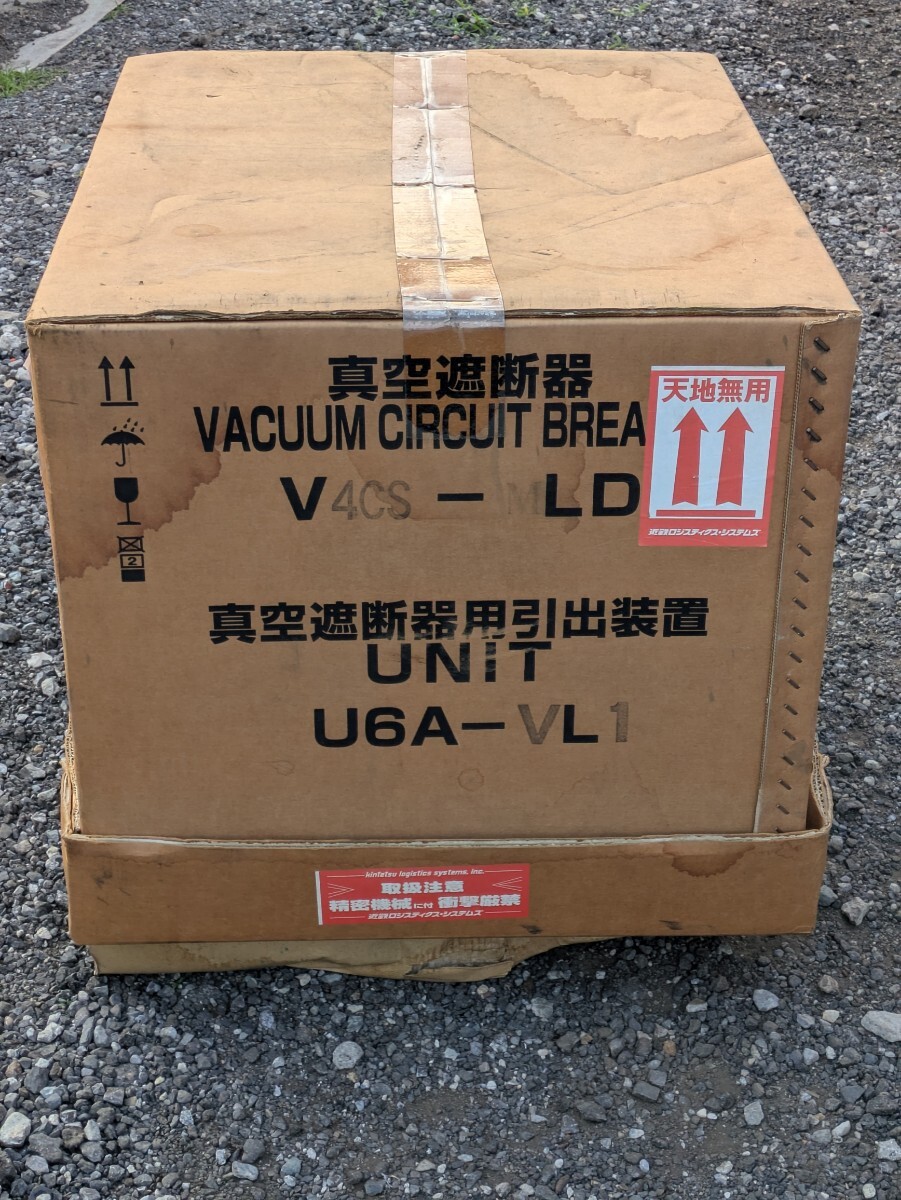 真空遮断器
VACUUM CIRCUIT BREA
V4CS - M LD
天地無用
近鉄ロジスティクス・システムズ
2
真空遮断器用引出装置
UNIT
U6A-VL1
kintetsu logistics systems, inc.
取扱注意
精密機械に付 衝撃厳禁
近鉄ロジスティクス・システムズ